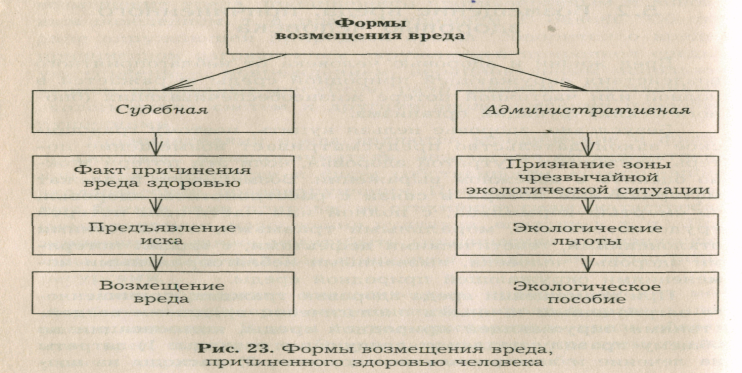 Формы
возмещения вреда
Судебная
Административная
Факт причинения
вреда здоровью
Признание зоны
чрезвычайной
экологической ситуации
Предъявление
иска
Экологические
льготы
Возмещение
вреда
Экологическое
пособие
Рис. 23. Формы возмещения вреда,
причиненного здоровью человека